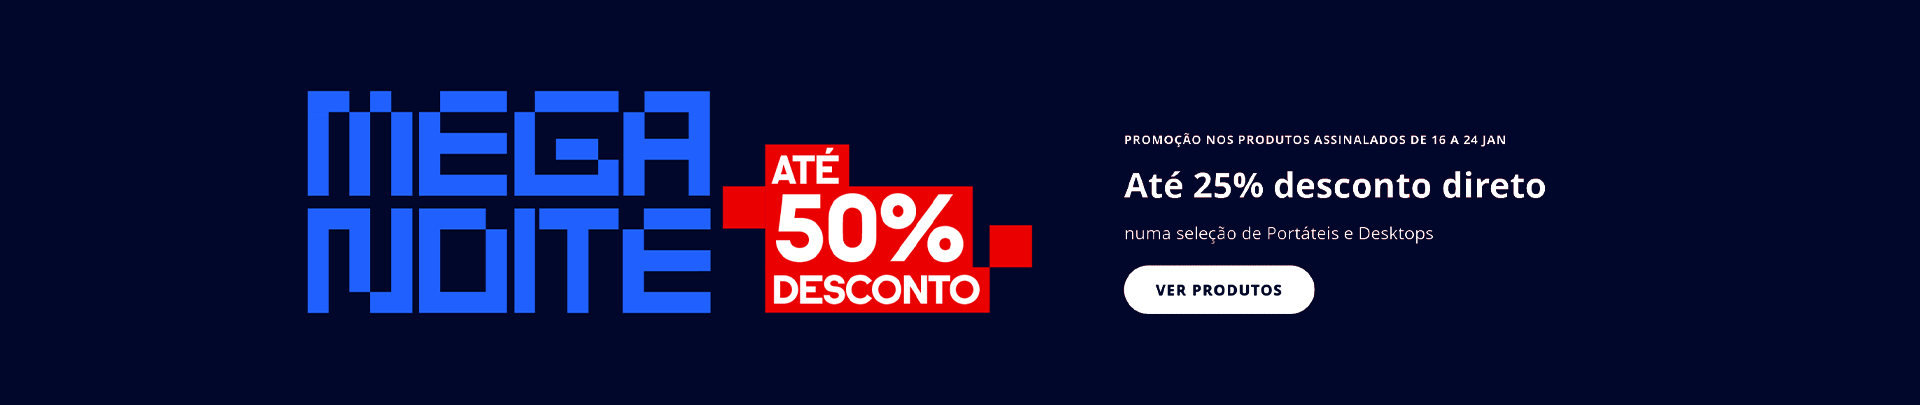 MEGA
NOITE
ATÉ
50%
DESCONTO
PROMOÇÃO NOS PRODUTOS ASSINALADOS DE 16 A 24 JAN
Até 25% desconto direto
numa seleção de Portáteis e Desktops
VER PRODUTOS